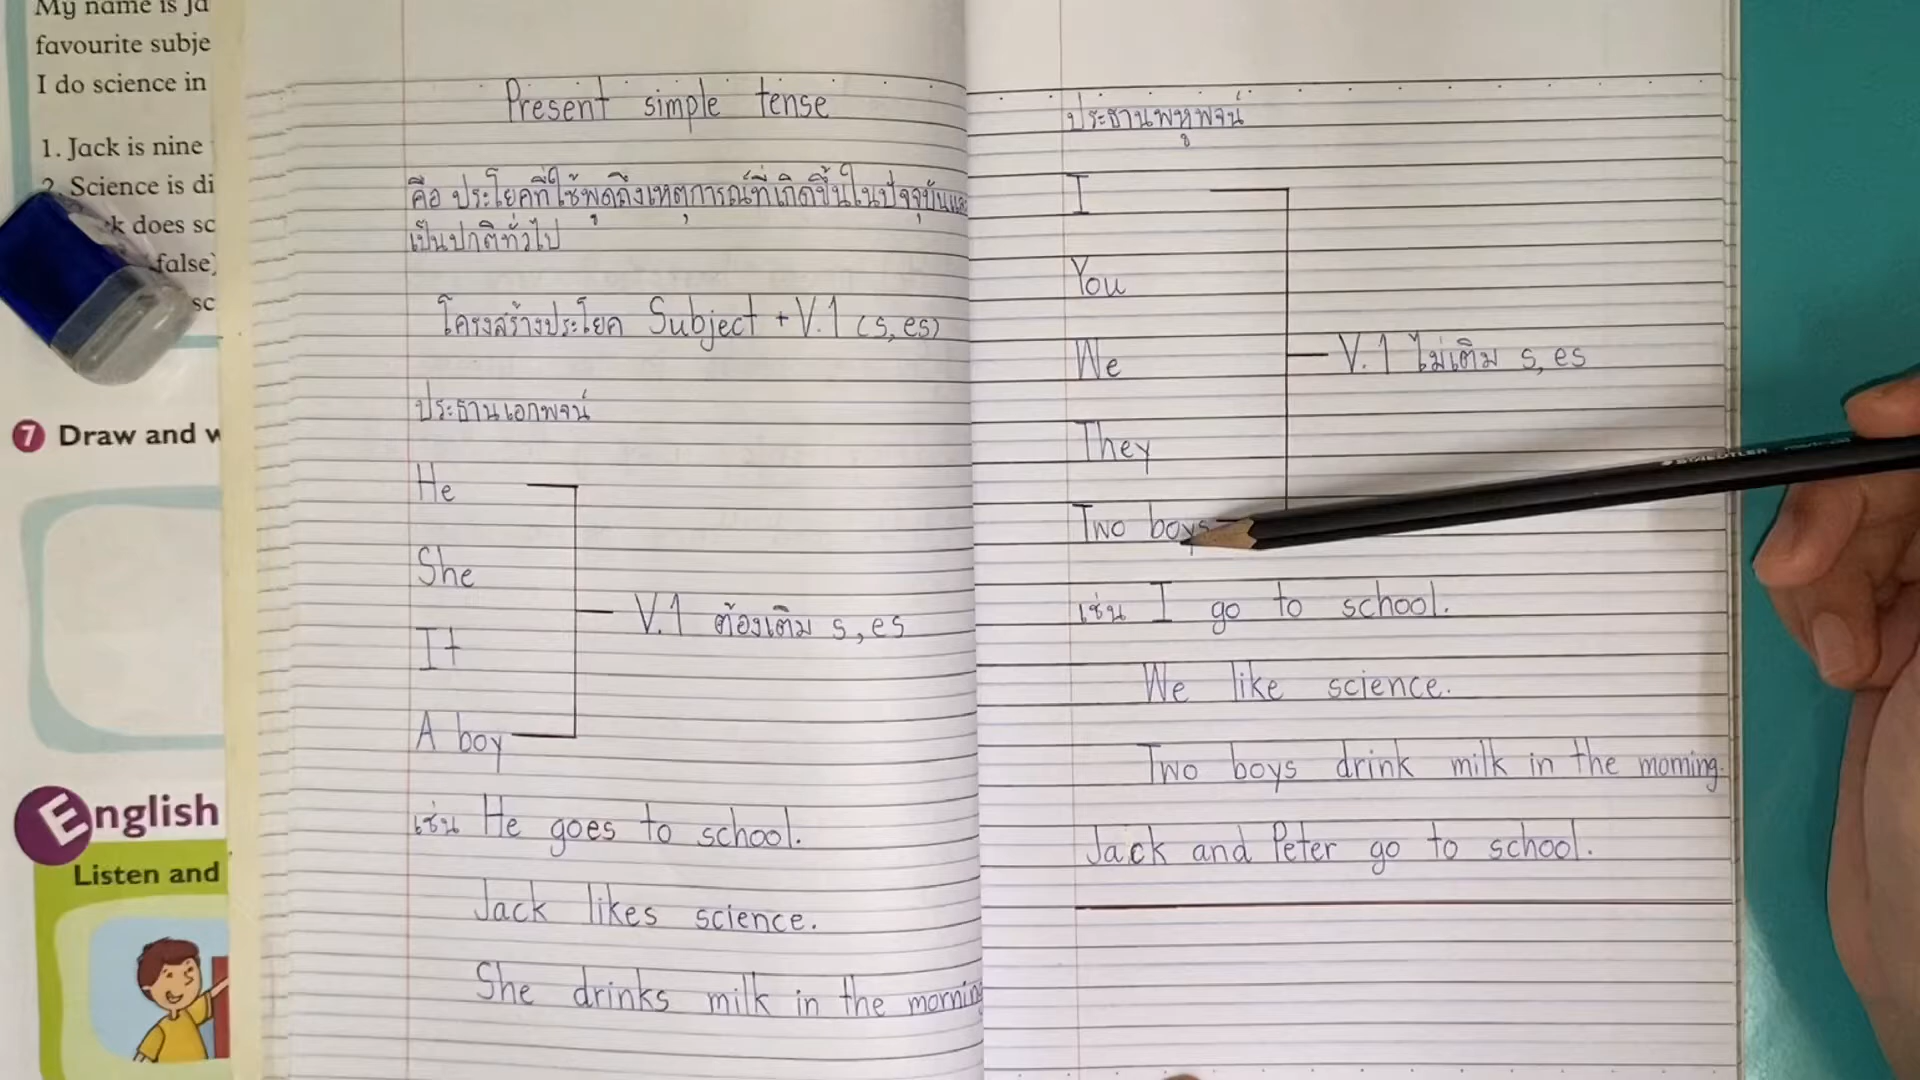 My name is Ja
favourite subje
I do science in
1. Jack is nine
2. Science is di
k does sc
false)
sc
7 Draw and w
English
Listen and
Present simple tense
คือ ประโยคที่ใช้พูดถึงเหตุการณ์ที่เกิดขึ้นในปัจจุบันและ
เป็นปกติทั่วไป
โครงสร้างประโยค Subject + V.1 (s, es)
ประธานเอกพจน์
He
She
It
A boy
V.1 ต้องเติม s, es
เช่น He goes to school.
Jack likes science.
She drinks milk in the morning
ประธานพหูพจน์
I
You
We
They
Two boys
V.1 ไม่เติม s, es
เช่น I go to school.
We like science.
Two boys drink milk in the morning.
Jack and Peter go to school.